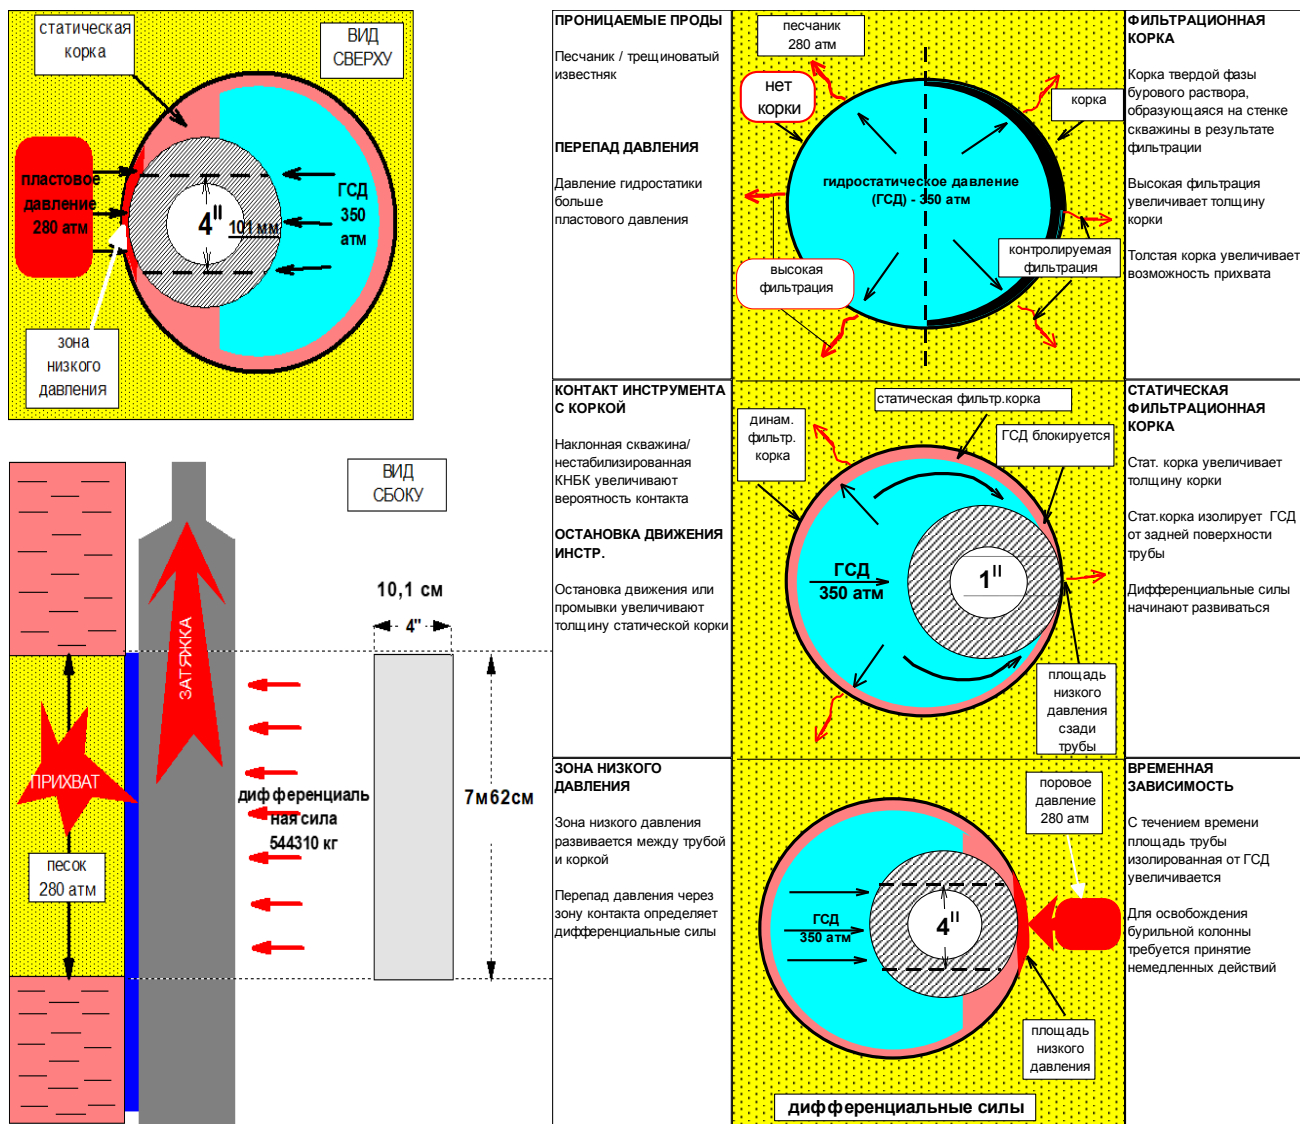 статическая
корка
ВИД
СВЕРХУ
пластовое
давление
280 атм
4"
101 мм
ГСД
350
атм
зона
низкого
давления
ВИД
СБОКУ
ЗАТЯЖКА
ПРИХВАТ
песок
280 атм
10,1 см
4"
дифференциаль
ная сила
544310 кг
7м62см
ПРОНИЦАЕМЫЕ ПРОДЫ
Песчаник / трещиноватый
известняк
ПЕРЕПАД ДАВЛЕНИЯ
Давление гидростатики
больше
пластового давления
песчаник
280 атм
нет
корки
корка
гидростатическое давление
(ГСД) - 350 атм
высокая
фильтрация
контролируемая
фильтрация
ФИЛЬТРАЦИОННАЯ
КОРКА
Корка твердой фазы
бурового раствора,
образующаяся на стенке
скважины в результате
фильтрации
Высокая фильтрация
увеличивает толщину
корки
Толстая корка увеличивает
возможность прихвата
КОНТАКТ ИНСТРУМЕНТА
С КОРКОЙ
Наклонная скважина/
нестабилизированная
КНБК увеличивают
вероятность контакта
ОСТАНОВКА ДВИЖЕНИЯ
ИНСТР.
Остановка движения или
промывки увеличивают
толщину статической корки
статическая фильтр.корка
динам.
фильтр.
корка
ГСД блокируется
ГСД
350 атм
1"
площадь
низкого
давления
сзади
трубы
СТАТИЧЕСКАЯ
ФИЛЬТРАЦИОННАЯ
КОРКА
Стат. корка увеличивает
толщину корки
Стат.корка изолирует ГСД
от задней поверхности
трубы
Дифференциальные силы
начинают развиваться
ЗОНА НИЗКОГО
ДАВЛЕНИЯ
Зона низкого давления
развивается между трубой
и коркой
Перепад давления через
зону контакта определяет
дифференциальные силы
поровое
давление
280 атм
ГСД
350 атм
4"
площадь
низкого
давления
дифференциальные силы
ВРЕМЕННАЯ
ЗАВИСИМОСТЬ
С течением времени
площадь трубы
изолированная от ГСД
увеличивается
Для освобождения
бурильной колонны
требуется принятие
немедленных действий